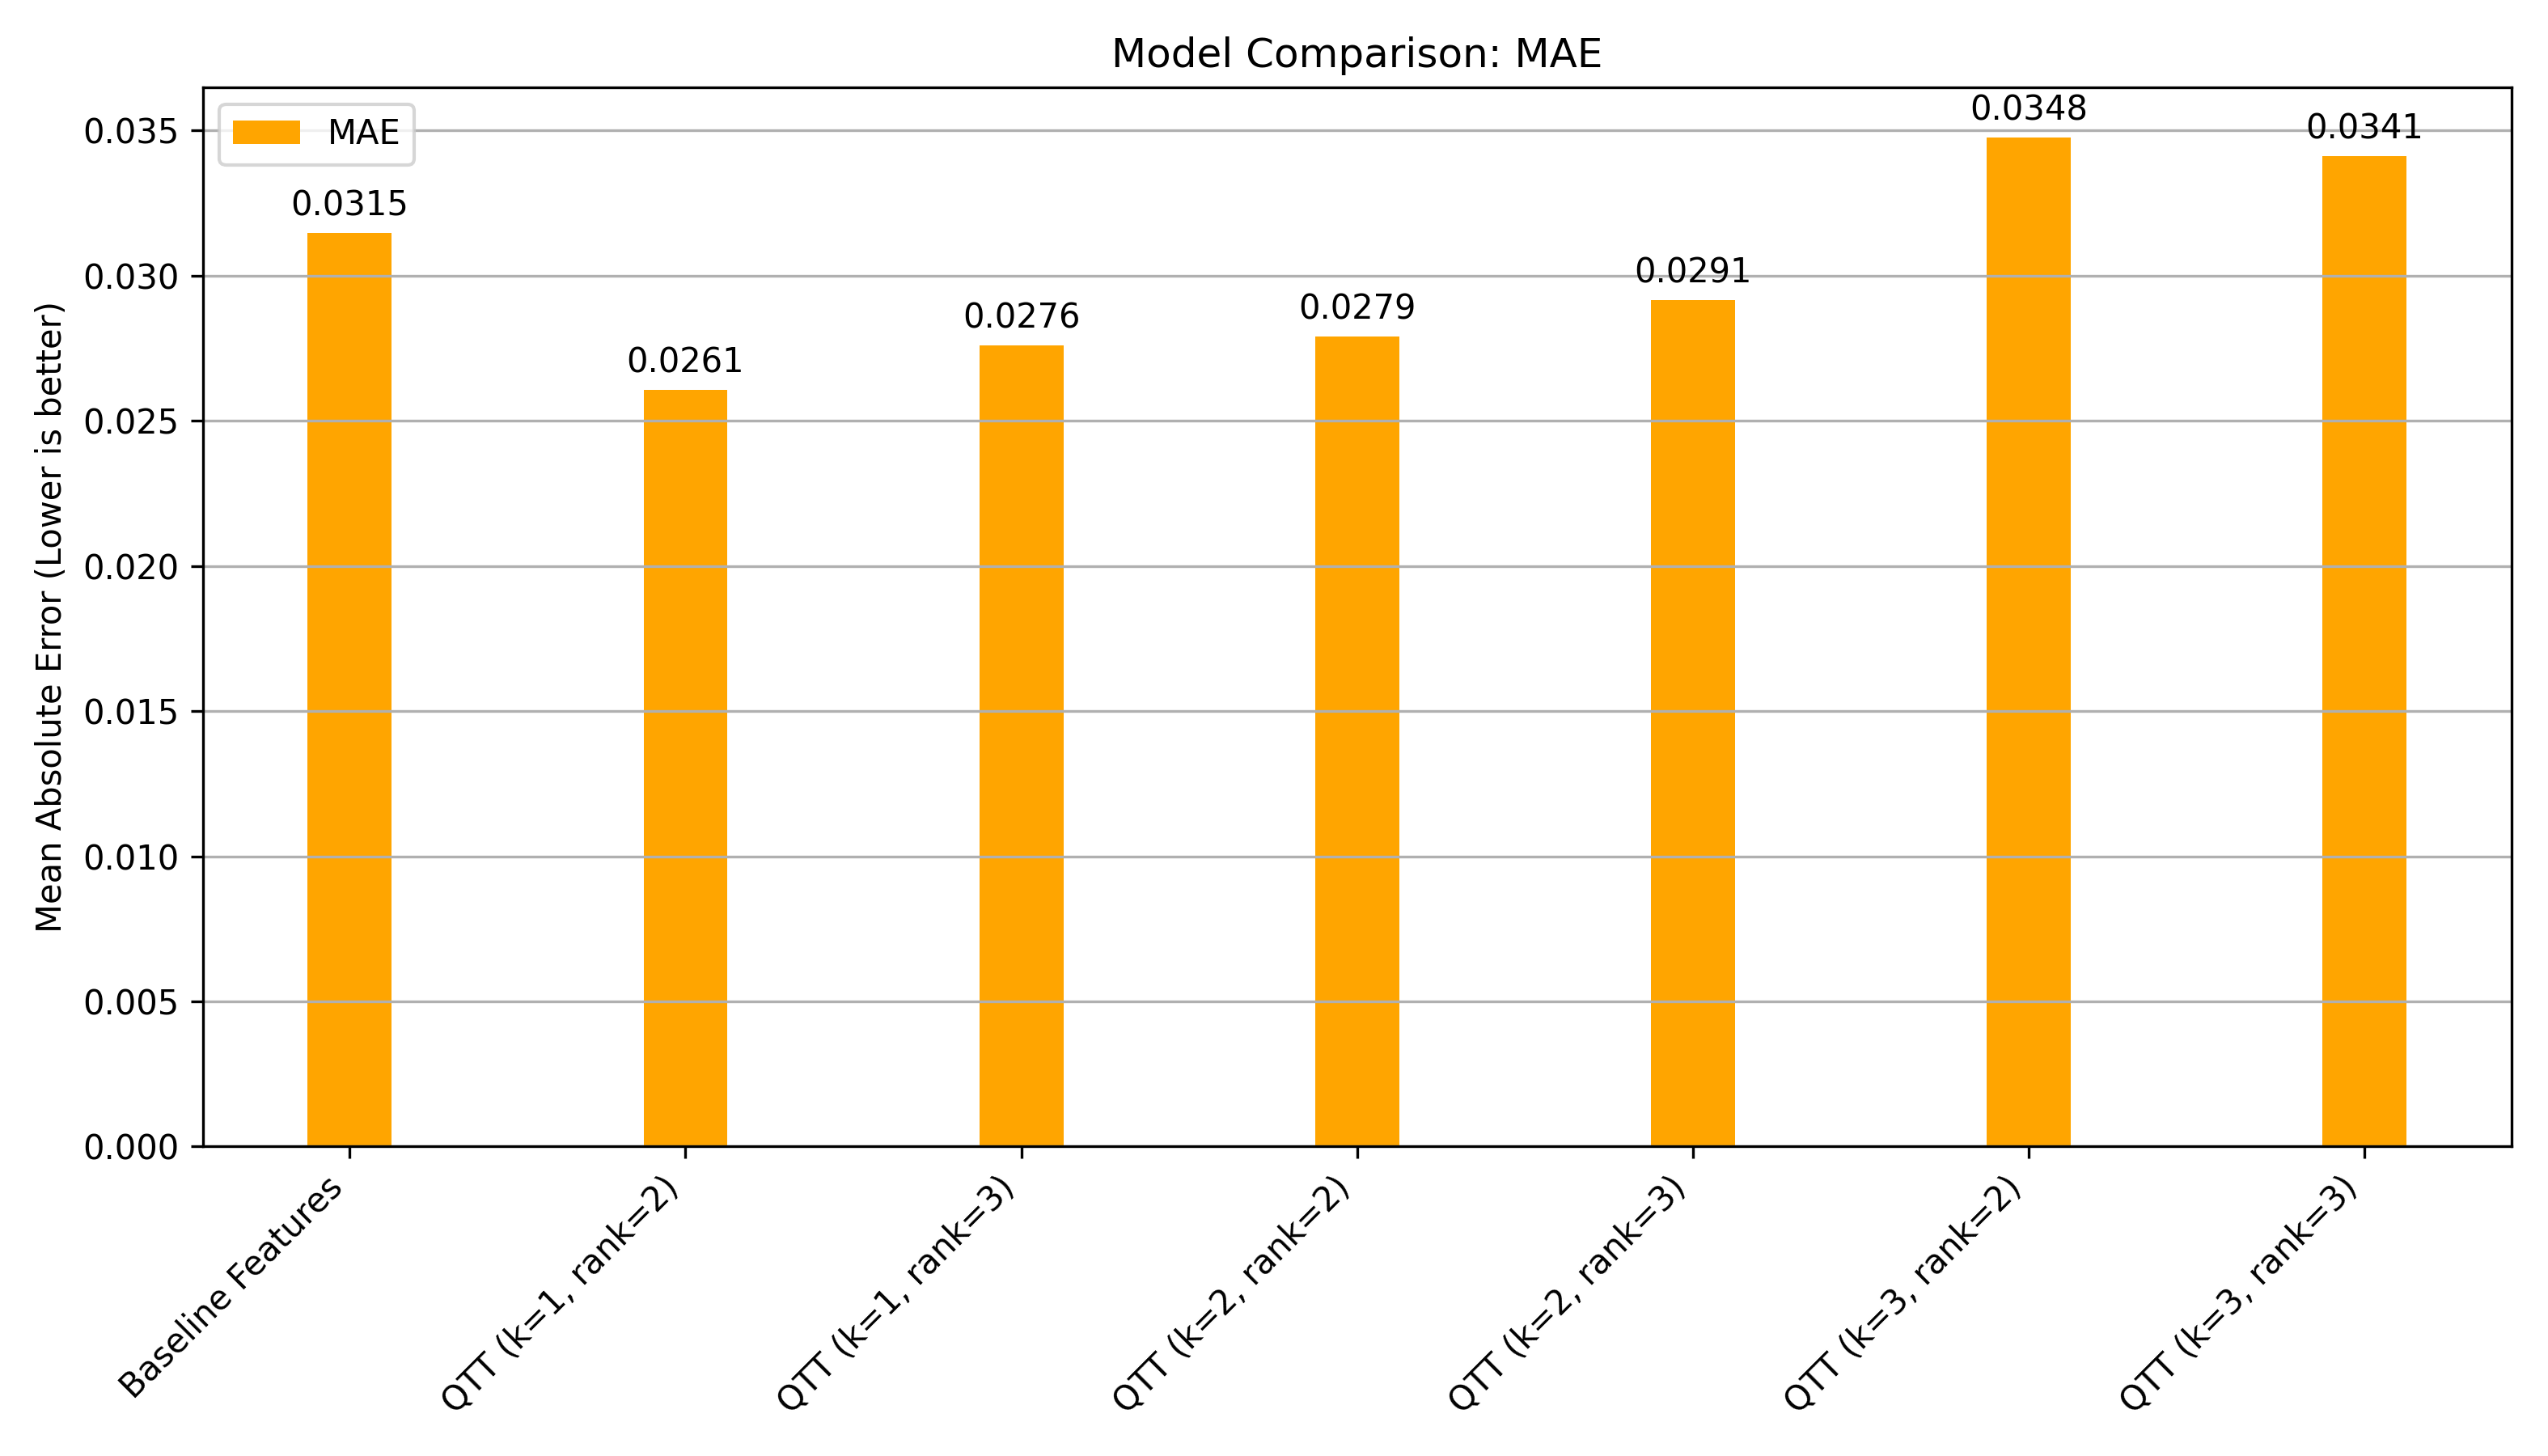 Model Comparison: MAE
MAE
Mean Absolute Error (Lower is better)
0.035
0.030
0.025
0.020
0.015
0.010
0.005
0.000
0.0315
0.0261
0.0276
0.0279
0.0291
0.0348
0.0341
Baseline Features
QTT (k=1, rank=2)
QTT (k=1, rank=3)
QTT (k=2, rank=2)
QTT (k=2, rank=3)
QTT (k=3, rank=2)
QTT (k=3, rank=3)